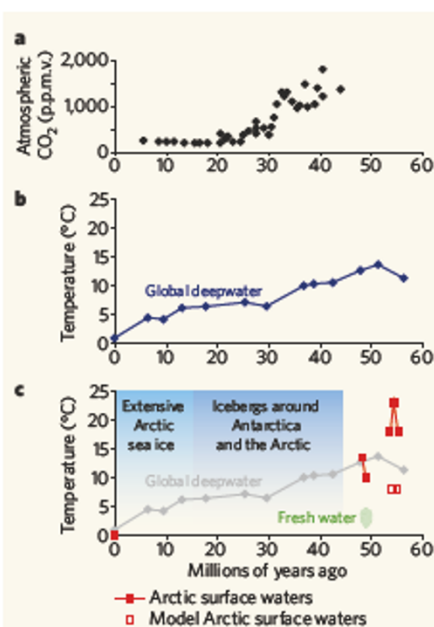 a
Atmospheric
CO2 (p.p.m.v.)
2,000
1,000
0
0 10 20 30 40 50 60
b
Temperature (°C)
25
20
15
10
5
0
Global deepwater
0 10 20 30 40 50 60
c
Temperature (°C)
25
20
15
10
5
0
Extensive
Arctic
sea ice
Icebergs around
Antarctica
and the Arctic
Global deepwater
Fresh water
0 10 20 30 40 50 60
Millions of years ago
Arctic surface waters
Model Arctic surface waters